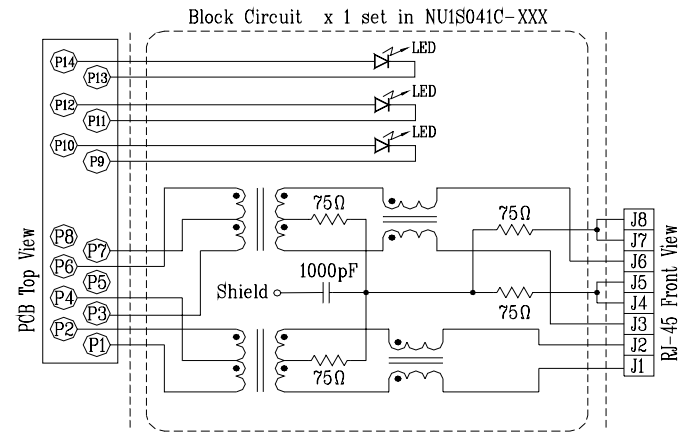 Block Circuit x 1 set in NU1S041C-XXX
P14
LED
P13
P12
LED
P11
P10
LED
P9
PCB Top View
P8
P7
P6
P5
P4
P3
P2
P1
75Ω
75Ω
1000pF
Shield
75Ω
75Ω
J8
J7
J6
J5
J4
J3
J2
J1
RJ-45 Front View